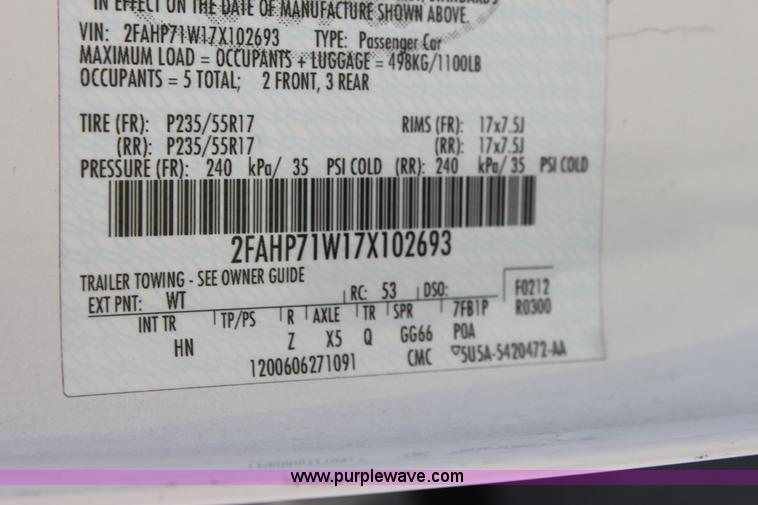 IN EFFECT ON THE DATE OF MANUFACTURE SHOWN ABOVE.
VIN: 2FAHP71W17X102693 TYPE: Passenger Car
MAXIMUM LOAD = OCCUPANTS + LUGGAGE = 498KG/1100LB
OCCUPANTS = 5 TOTAL; 2 FRONT, 3 REAR
TIRE (FR): P235/55R17 RIMS (FR): 17x7.5J
(RR): P235/55R17 (RR): 17x7.5J
PRESSURE (FR): 240 kPa/ 35 PSI COLD (RR): 240 kPa/ 35 PSI COLD
2FAHP71W17X102693
TRAILER TOWING - SEE OWNER GUIDE
EXT PNT: WT RC: 53 DSO: F0212
INT TR TP/PS R AXLE TR SPR 7FB1P R0300
HN Z X5 Q GG66 POA
1200606271091 CMC 5U5A-5420472-AA
www.purplewave.com